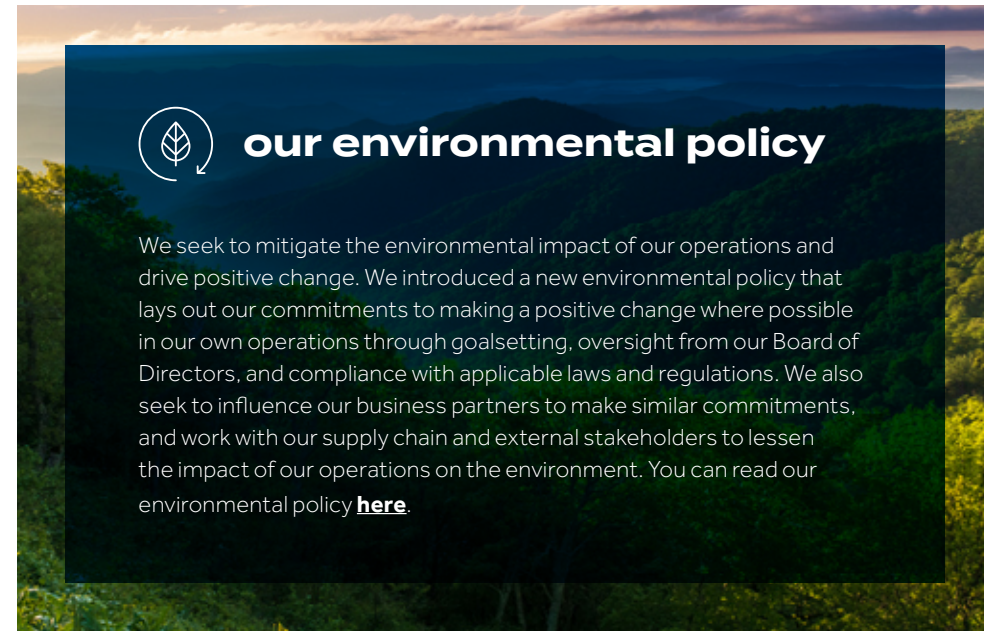 our environmental policy
We seek to mitigate the environmental impact of our operations and
drive positive change. We introduced a new environmental policy that
lays out our commitments to making a positive change where possible
in our own operations through goalsetting, oversight from our Board of
Directors, and compliance with applicable laws and regulations. We also
seek to influence our business partners to make similar commitments,
and work with our supply chain and external stakeholders to lessen
the impact of our operations on the environment. You can read our
environmental policy here.